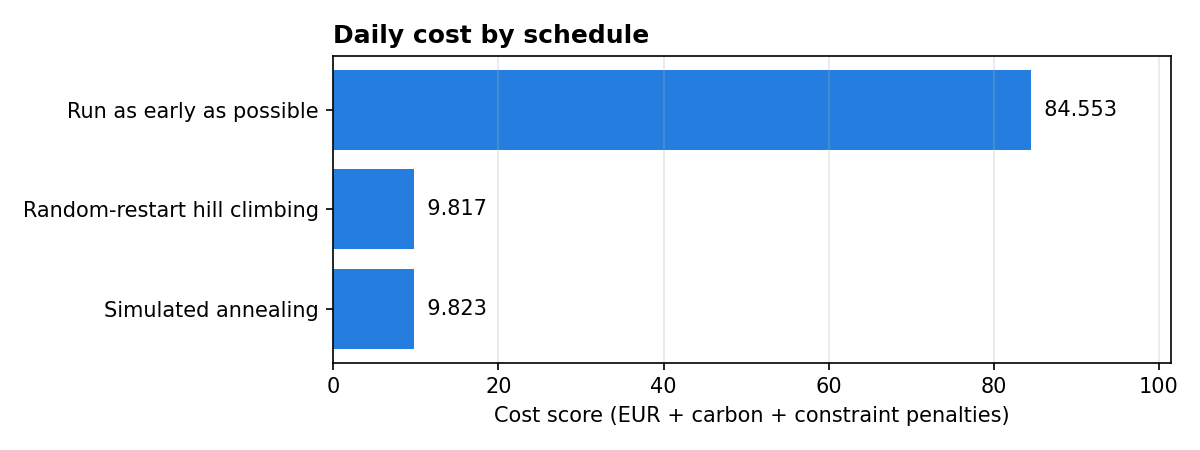 Daily cost by schedule
Run as early as possible
84.553
Random-restart hill climbing
9.817
Simulated annealing
9.823
0 20 40 60 80 100
Cost score (EUR + carbon + constraint penalties)